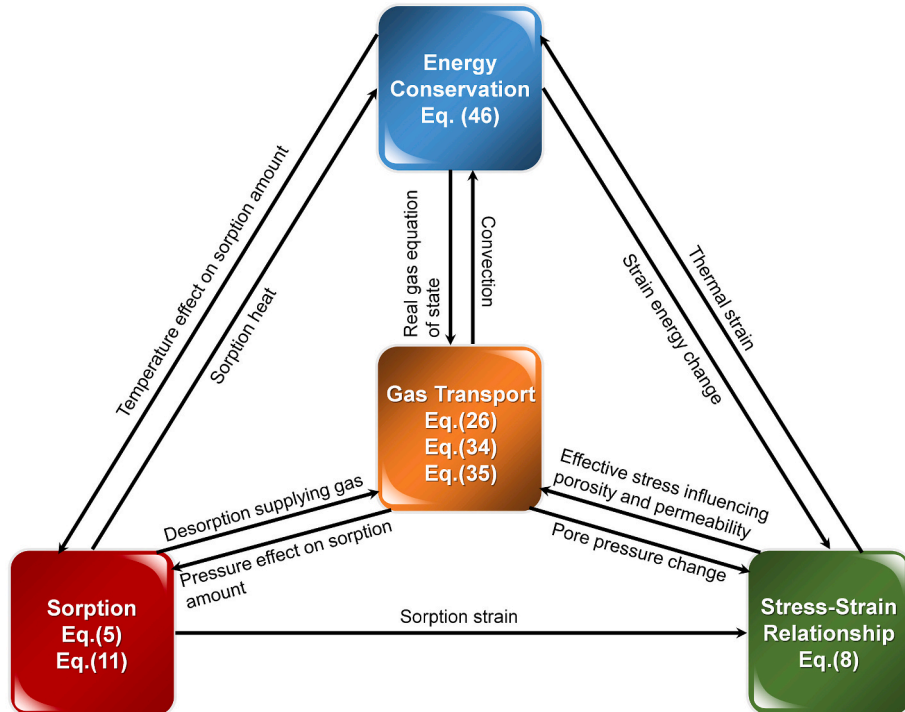 Energy
Conservation
Eq. (46)
Temperature effect on sorption amount
Sorption heat
Real gas equation
of state
Convection
Strain energy change
Thermal strain
Gas Transport
Eq.(26)
Eq.(34)
Eq.(35)
Desorption supplying gas
Pressure effect on sorption
amount
Effective stress influencing
porosity and permeability
Pore pressure change
Sorption
Eq.(5)
Eq.(11)
Sorption strain
Stress-Strain
Relationship
Eq.(8)